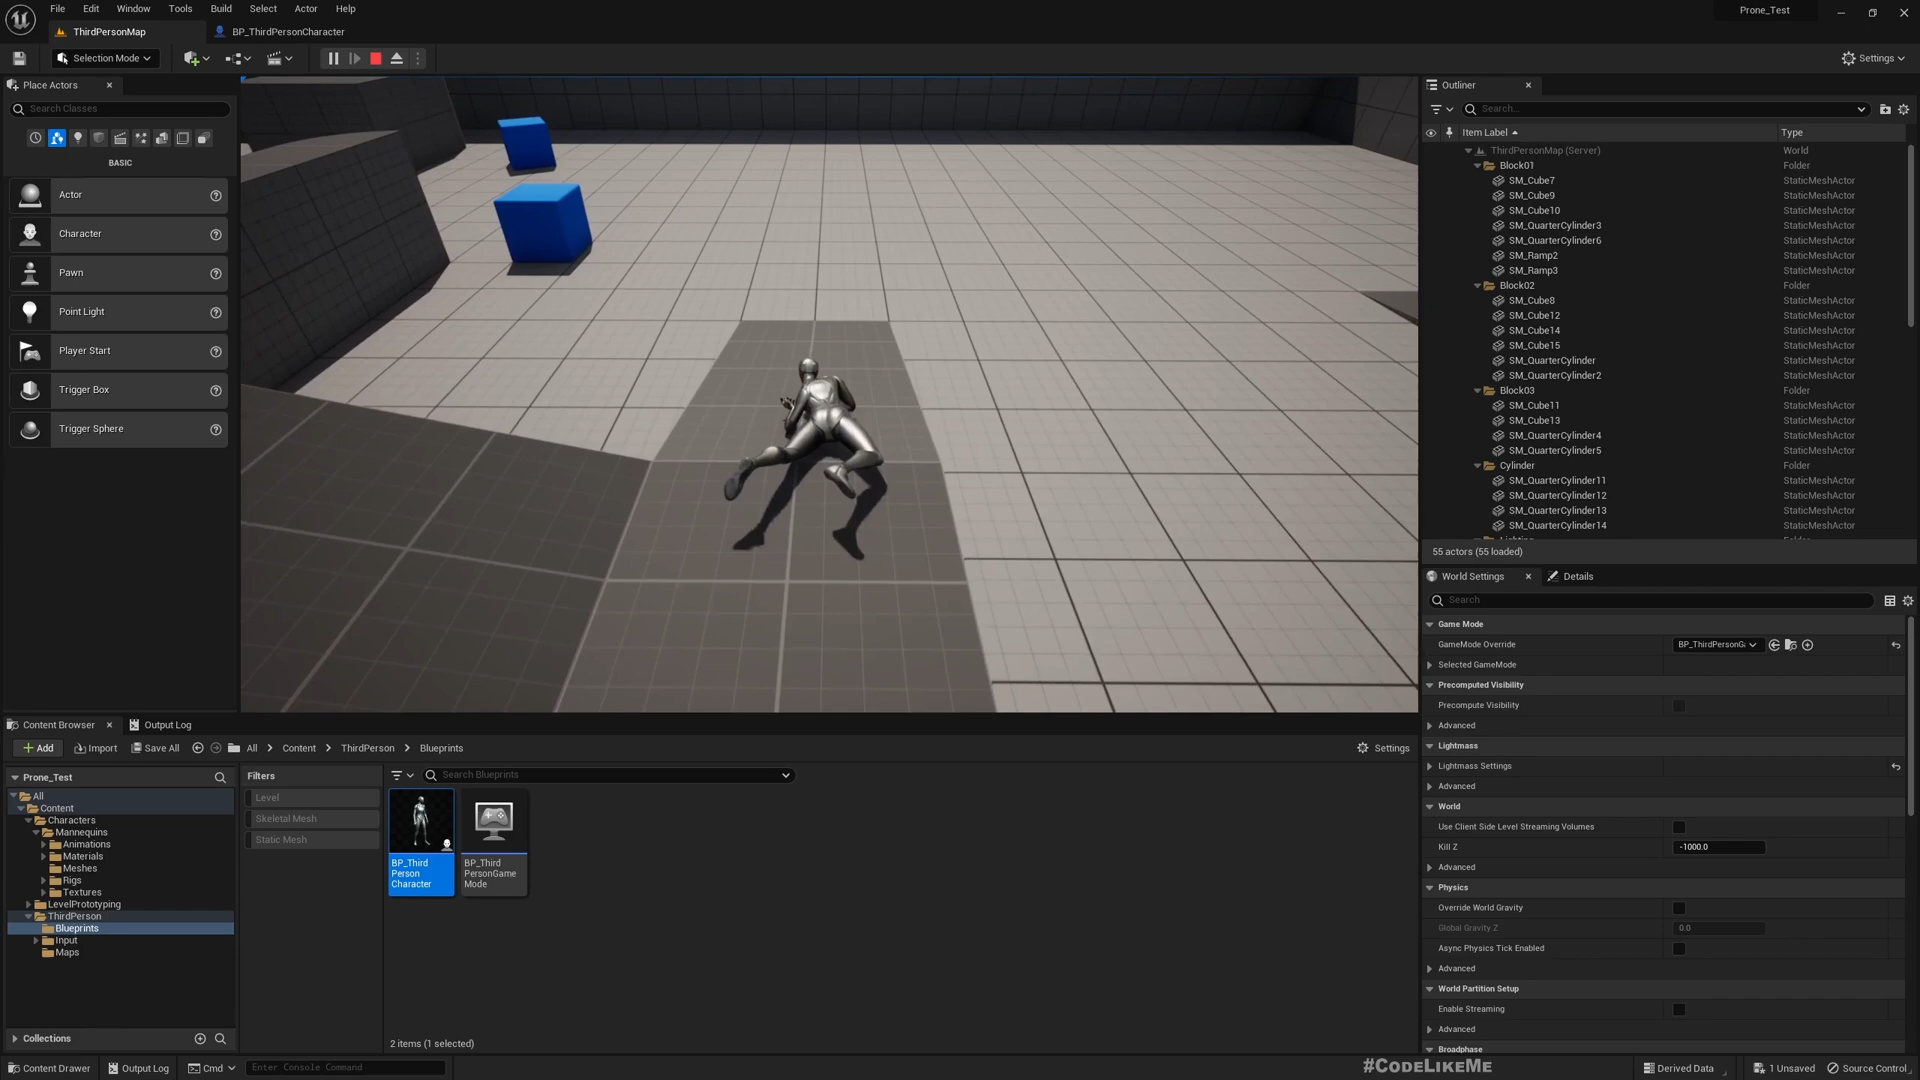 File Edit Window Tools Build Select Actor Help
Prone_Test
ThirdPersonMap
BP_ThirdPersonCharacter
Selection Mode
Settings
Place Actors
Search Classes
BASIC
Actor
Character
Pawn
Point Light
Player Start
Trigger Box
Trigger Sphere
Outliner
Search...
Item Label Type
ThirdPersonMap (Server) World
Block01 Folder
SM_Cube7 StaticMeshActor
SM_Cube9 StaticMeshActor
SM_Cube10 StaticMeshActor
SM_QuarterCylinder3 StaticMeshActor
SM_QuarterCylinder6 StaticMeshActor
SM_Ramp2 StaticMeshActor
SM_Ramp3 StaticMeshActor
Block02 Folder
SM_Cube8 StaticMeshActor
SM_Cube12 StaticMeshActor
SM_Cube14 StaticMeshActor
SM_Cube15 StaticMeshActor
SM_QuarterCylinder StaticMeshActor
SM_QuarterCylinder2 StaticMeshActor
Block03 Folder
SM_Cube11 StaticMeshActor
SM_Cube13 StaticMeshActor
SM_QuarterCylinder4 StaticMeshActor
SM_QuarterCylinder5 StaticMeshActor
Cylinder Folder
SM_QuarterCylinder11 StaticMeshActor
SM_QuarterCylinder12 StaticMeshActor
SM_QuarterCylinder13 StaticMeshActor
SM_QuarterCylinder14 StaticMeshActor
55 actors (55 loaded)
World Settings Details
Search
Game Mode
GameMode Override BP_ThirdPersonG
Selected GameMode
Precomputed Visibility
Precompute Visibility
Advanced
Lightmass
Lightmass Settings
Advanced
World
Use Client Side Level Streaming Volumes
Kill Z -1000.0
Advanced
Physics
Override World Gravity
Global Gravity Z 0.0
Async Physics Tick Enabled
Advanced
World Partition Setup
Enable Streaming
Advanced
Broadphase
Content Browser Output Log
Add Import Save All All Content ThirdPerson Blueprints Settings
Prone_Test
All
Content
Characters
Mannequins
Animations
Materials
Meshes
Rigs
Textures
LevelPrototyping
ThirdPerson
Blueprints
Input
Maps
Collections
Filters
Level
Skeletal Mesh
Static Mesh
Search Blueprints
BP_Third
Person
Character
BP_Third
PersonGame
Mode
2 items (1 selected)
#CodeLikeMe
Content Drawer Output Log Cmd Enter Console Command Derived Data 1 Unsaved Source Control